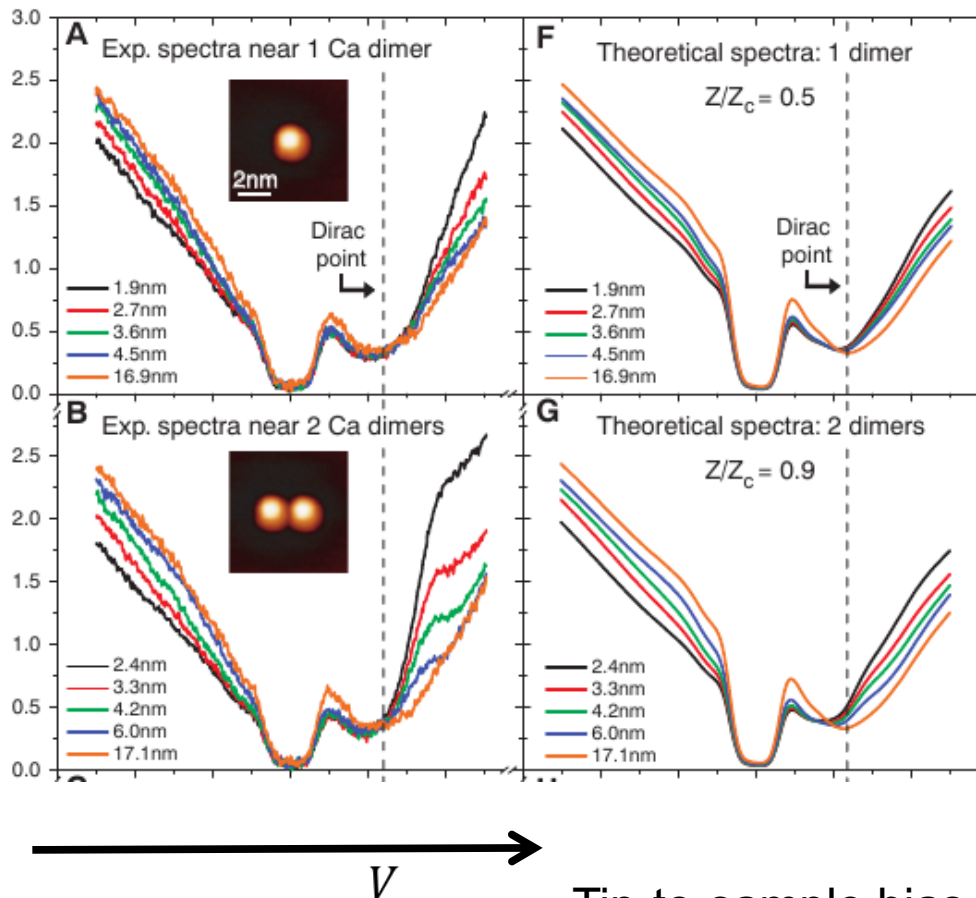 A
Exp. spectra near 1 Ca dimer
3.0
2.5
2.0
1.5
1.0
0.5
0.0
2nm
Dirac
point
1.9nm
2.7nm
3.6nm
4.5nm
16.9nm
F
Theoretical spectra: 1 dimer
Z/Zc = 0.5
Dirac
point
1.9nm
2.7nm
3.6nm
4.5nm
16.9nm
B
Exp. spectra near 2 Ca dimers
2.5
2.0
1.5
1.0
0.5
0.0
2.4nm
3.3nm
4.2nm
6.0nm
17.1nm
G
Theoretical spectra: 2 dimers
Z/Zc = 0.9
2.4nm
3.3nm
4.2nm
6.0nm
17.1nm
V